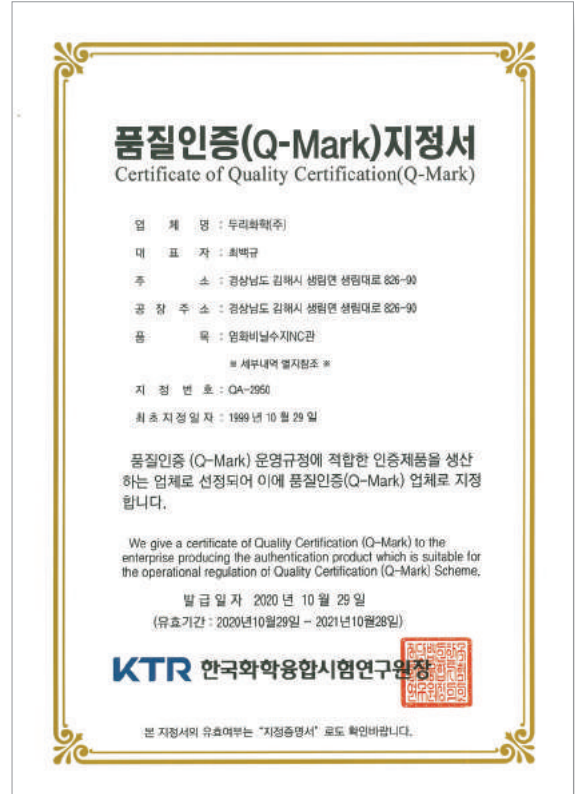 품질인증(Q-Mark)지정서
Certificate of Quality Certification(Q-Mark)
업 체 명 : 두리화학(주)
대 표 자 : 최백규
주 소 : 경상남도 김해시 생림면 생림대로 826-90
공 장 주 소 : 경상남도 김해시 생림면 생림대로 826-90
품 목 : 염화비닐수지NC관
※ 세부내역 별지참조 ※
지 정 번 호 : QA-2950
최초지정일자 : 1999 년 10 월 29 일
품질인증 (Q-Mark) 운영규정에 적합한 인증제품을 생산
하는 업체로 선정되어 이에 품질인증(Q-Mark) 업체로 지정
합니다.
We give a certificate of Quality Certification (Q-Mark) to the
enterprise producing the authentication product which is suitable for
the operational regulation of Quality Certification (Q-Mark) Scheme.
발 급 일 자 2020 년 10 월 29 일
(유효기간 : 2020년10월29일 ~ 2021년10월28일)
KTR 한국화학융합시험연구원장
본 지정서의 유효여부는 "지정증명서" 로도 확인바랍니다.